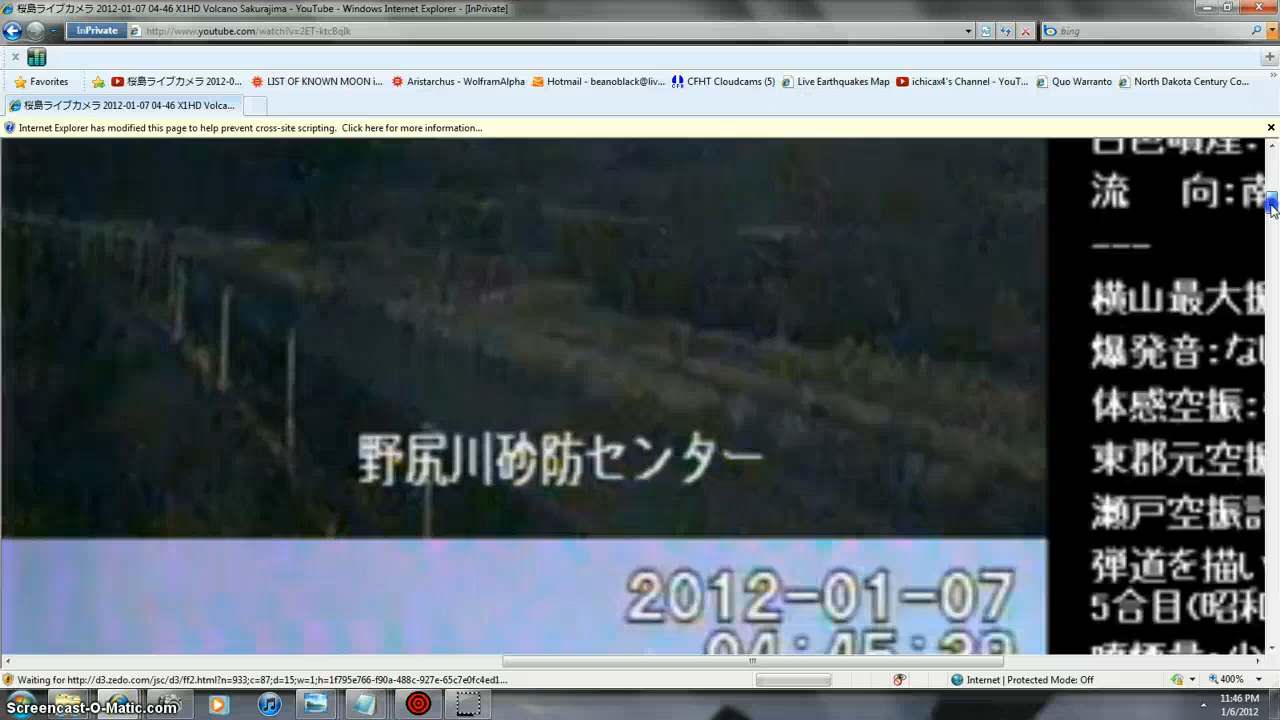 桜島ライブカメラ 2012-01-07 04-46 X1HD Volcano Sakurajima - YouTube - Windows Internet Explorer - [InPrivate]
InPrivate http://www.youtube.com/watch?v=2ET-ktcBqJk bing
Favorites 桜島ライブカメラ 2012-0... LIST OF KNOWN MOON i... Aristarchus - WolframAlpha Hotmail - beanoblack@liv... CFHT Cloudcams (5) Live Earthquakes Map ichicax4's Channel - YouT... Quo Warranto North Dakota Century Co...
桜島ライブカメラ 2012-01-07 04-46 X1HD Volca...
Internet Explorer has modified this page to help prevent cross-site scripting. Click here for more information...
流 向:南
---
横山最大振
爆発音:な
体感空振:
東郡元空振
瀬戸空振計
野尻川砂防センター
弾道を描い
5合目(昭和
2012-01-07
04:45:39
Waiting for http://d3.zedo.com/jsc/d3/ff2.html?n=933;c=87;d=15;w=1;h=1f795e766-f90a-488c-927e-65c7e0fc4ed1... Internet | Protected Mode: Off 400%
Screencast-O-Matic.com
11:46 PM
1/6/2012